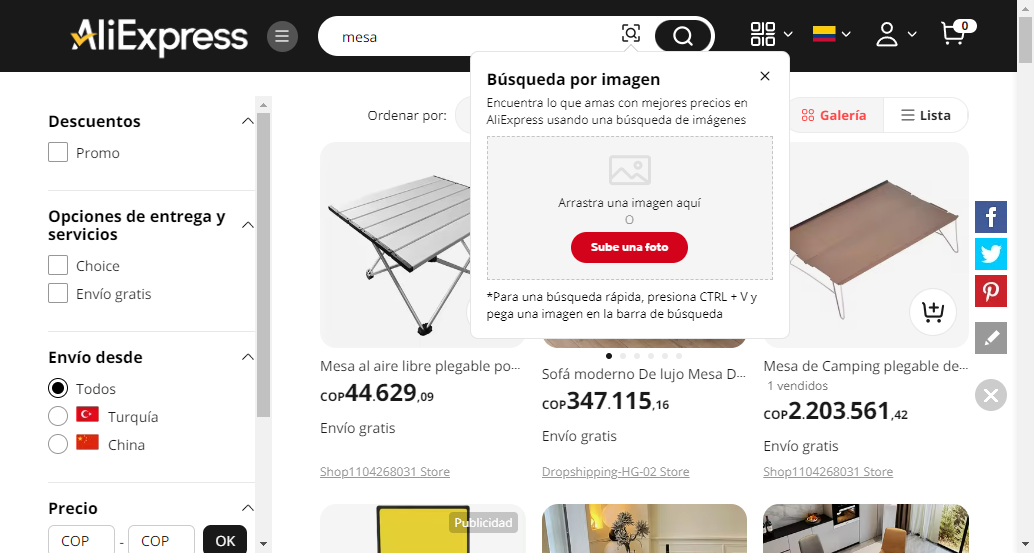 AliExpress
mesa
0
Búsqueda por imagen
Encuentra lo que amas con mejores precios en
AliExpress usando una búsqueda de imágenes
Arrastra una imagen aquí
O
Sube una foto
*Para una búsqueda rápida, presiona CTRL + V y
pega una imagen en la barra de búsqueda
Descuentos
Promo
Opciones de entrega y
servicios
Choice
Envío gratis
Envío desde
Todos
Turquía
China
Precio
COP - COP OK
Ordenar por:
Galería
Lista
Mesa al aire libre plegable po...
COP44.629,09
Envío gratis
Shop1104268031 Store
Sofá moderno De lujo Mesa D...
COP347.115,16
Envío gratis
Dropshipping-HG-02 Store
Mesa de Camping plegable de...
1 vendidos
COP2.203.561,42
Envío gratis
Shop1104268031 Store
Publicidad